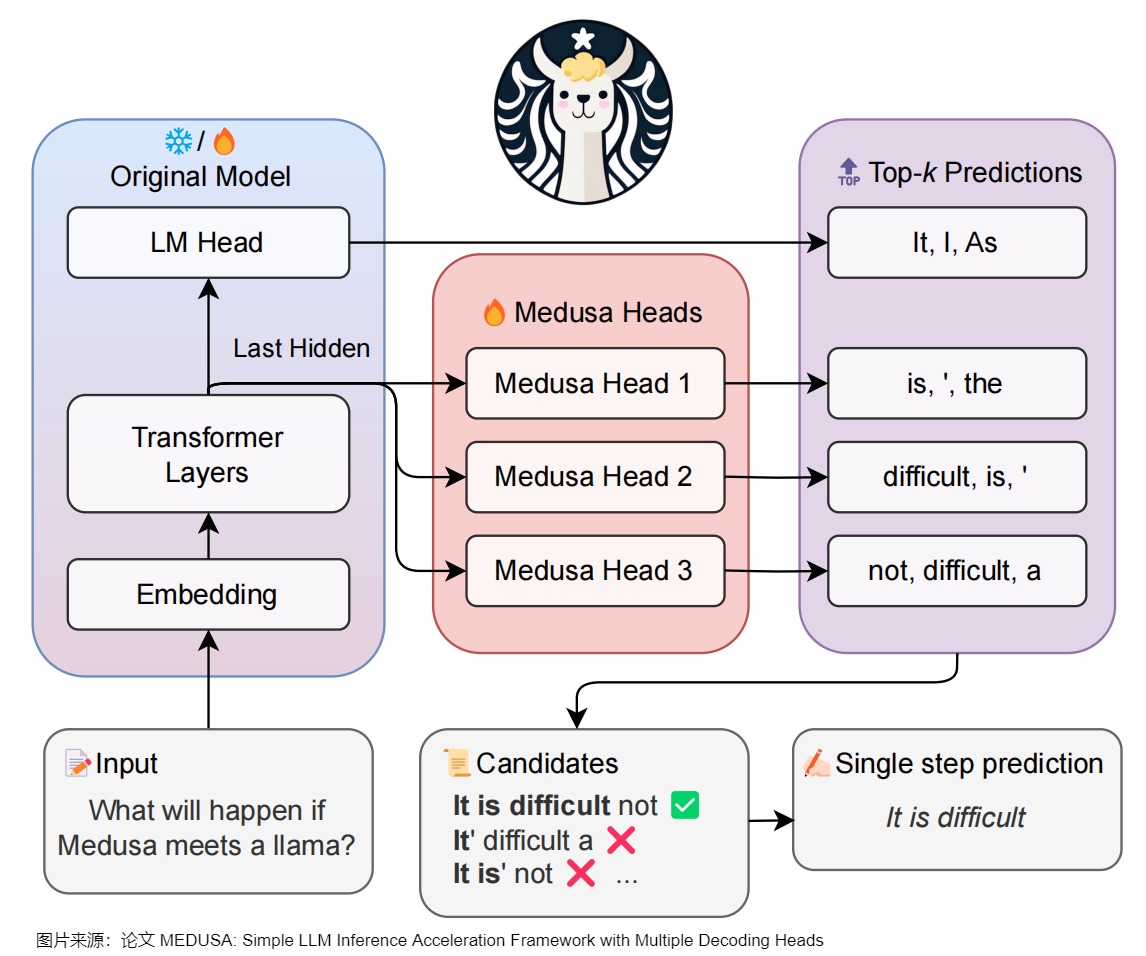 Original Model
LM Head
Last Hidden
Transformer
Layers
Embedding
Medusa Heads
Medusa Head 1
Medusa Head 2
Medusa Head 3
TOP
Top-k Predictions
It, I, As
is, ', the
difficult, is, '
not, difficult, a
Input
What will happen if
Medusa meets a llama?
Candidates
It is difficult not
It' difficult a
It is' not ...
Single step prediction
It is difficult
图片来源：论文 MEDUSA: Simple LLM Inference Acceleration Framework with Multiple Decoding Heads